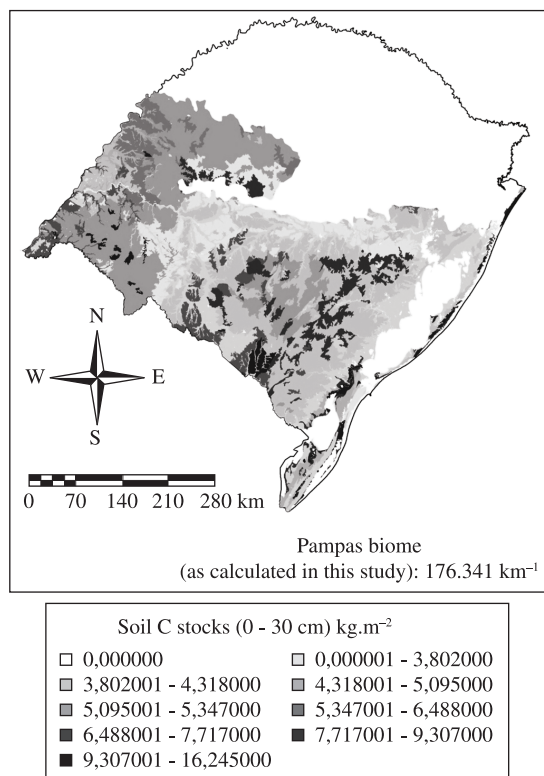 N
W E
S
0 70 140 210 280 km
Pampas biome
(as calculated in this study): 176.341 km⁻¹
Soil C stocks (0 - 30 cm) kg.m⁻²
0,000000 0,000001 - 3,802000
3,802001 - 4,318000 4,318001 - 5,095000
5,095001 - 5,347000 5,347001 - 6,488000
6,488001 - 7,717000 7,717001 - 9,307000
9,307001 - 16,245000